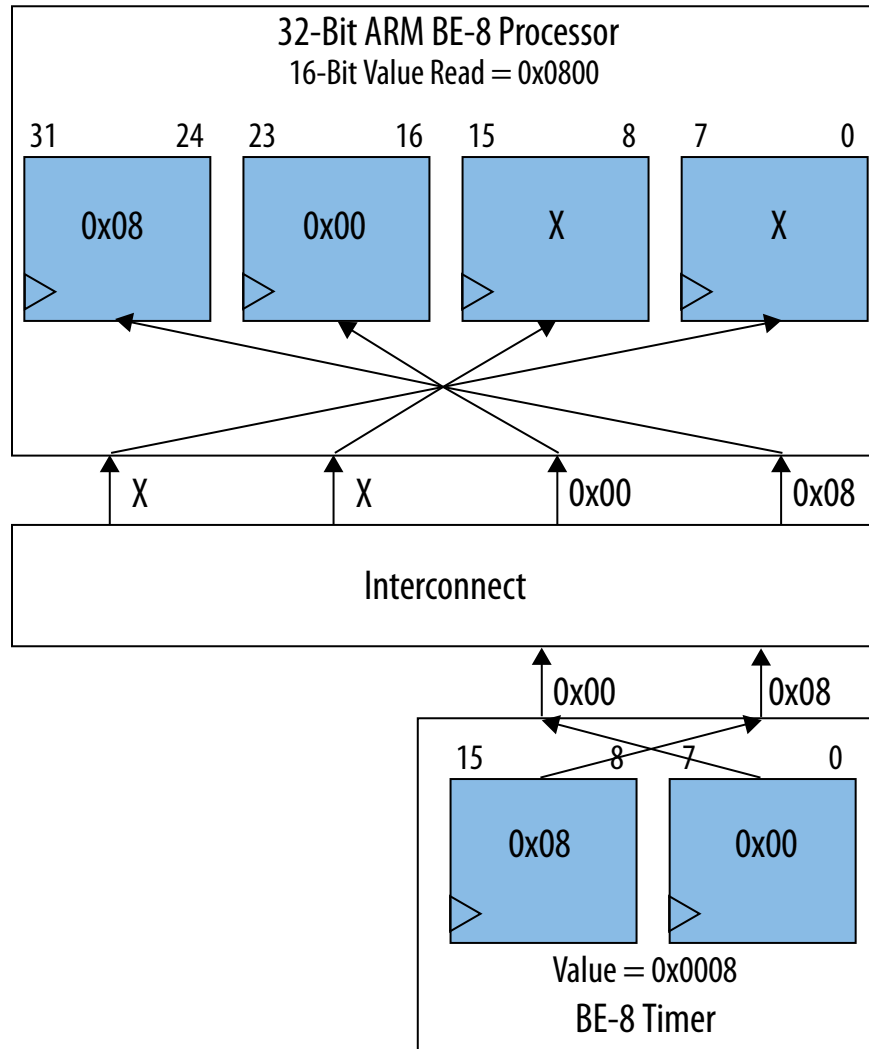 32-Bit ARM BE-8 Processor
16-Bit Value Read = 0x0800
31 24 23 16 15 8 7 0
0x08 0x00 X X
X X 0x00 0x08
Interconnect
0x00 0x08
15 8 7 0
0x08 0x00
Value = 0x0008
BE-8 Timer